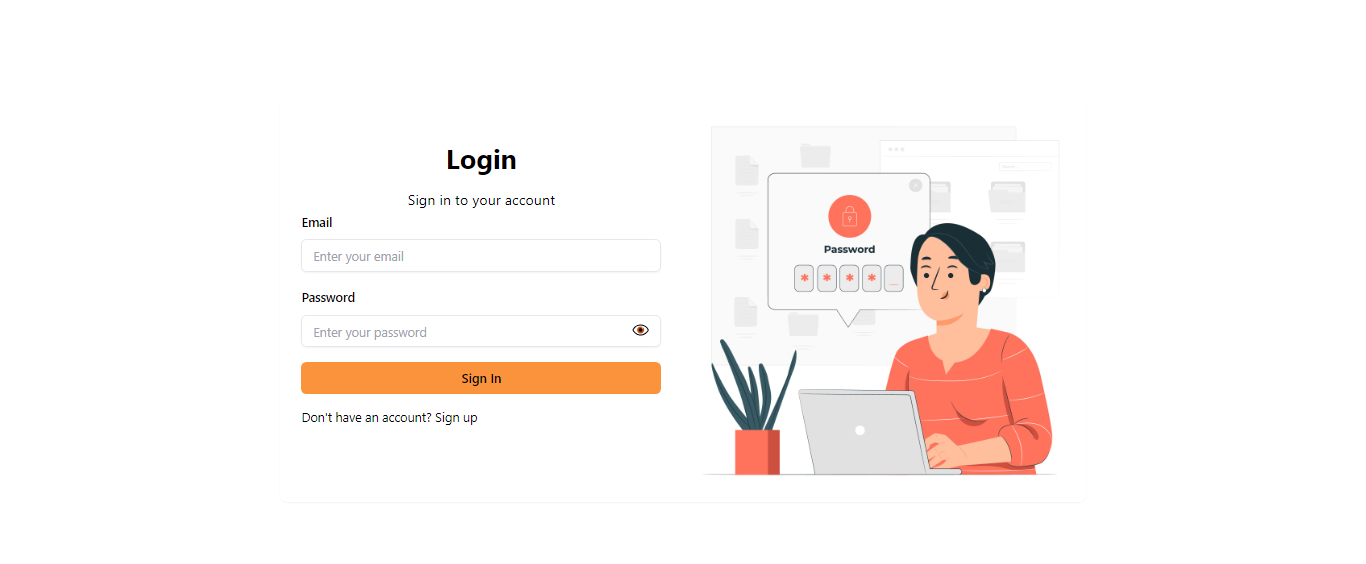 Login
Sign in to your account
Email
Enter your email
Password
Enter your password
Sign In
Don't have an account? Sign up
Password
* * * * _